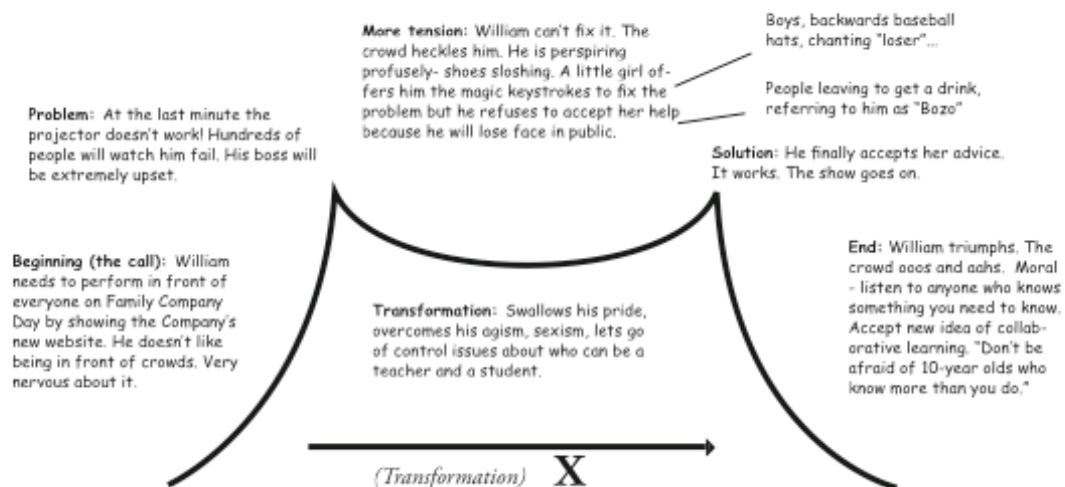 Beginning (the call): William
needs to perform in front of
everyone on Family Company
Day by showing the Company's
new website. He doesn't like
being in front of crowds. Very
nervous about it.
Problem: At the last minute the
projector doesn't work! Hundreds of
people will watch him fail. His boss will
be extremely upset.
More tension: William can't fix it. The
crowd heckles him. He is perspiring
profusely- shoes sloshing. A little girl of-
fers him the magic keystrokes to fix the
problem but he refuses to accept her help
because he will lose face in public.
Boys, backwards baseball
hats, chanting "loser"...
People leaving to get a drink,
referring to him as "Bozo"
Transformation: Swallows his pride,
overcomes his agism, sexism, lets go
of control issues about who can be a
teacher and a student.
Solution: He finally accepts her advice.
It works. The show goes on.
End: William triumphs. The
crowd ooos and aahs. Moral
- listen to anyone who knows
something you need to know.
Accept new idea of collab-
orative learning. "Don't be
afraid of 10-year olds who
know more than you do."
(Transformation) X